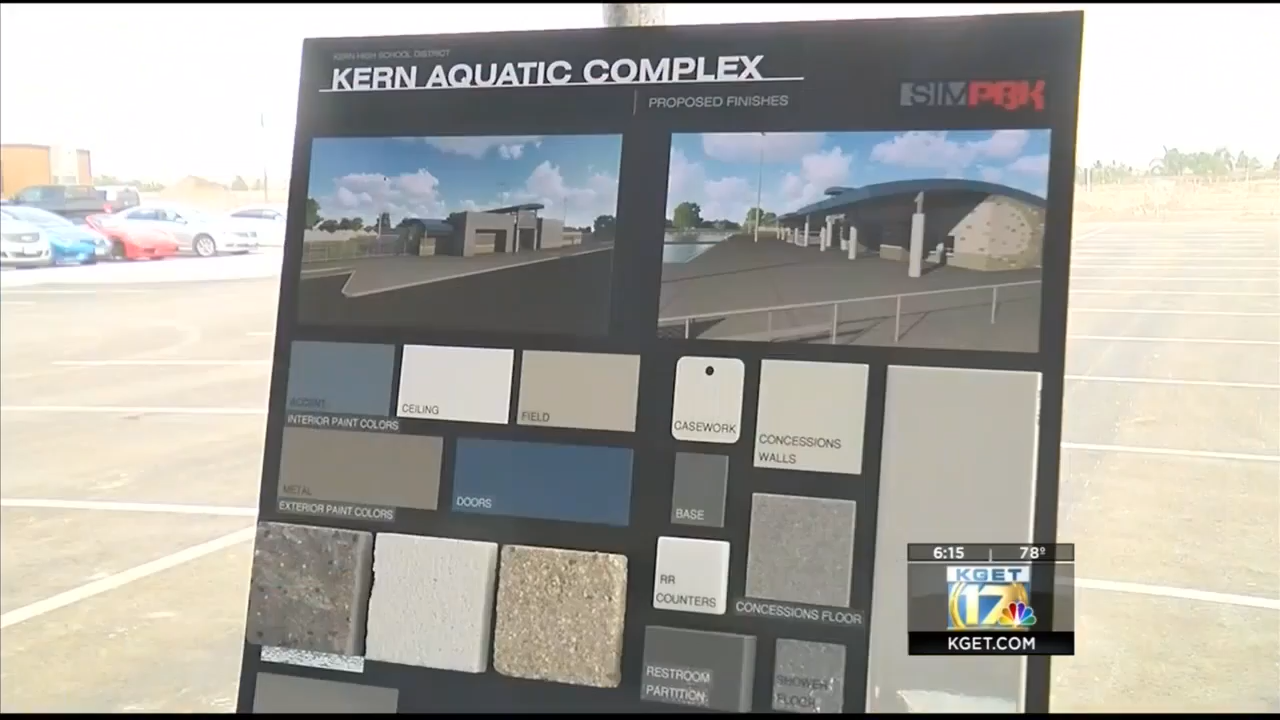 KERN HIGH SCHOOL DISTRICT
KERN AQUATIC COMPLEX
PROPOSED FINISHES
SIMPBK
ACCENT
CEILING
FIELD
INTERIOR PAINT COLORS
METAL
DOORS
EXTERIOR PAINT COLORS
CASEWORK
CONCESSIONS
WALLS
BASE
RR
COUNTERS
CONCESSIONS FLOOR
RESTROOM
PARTITION
SHOWER
FLOOR
6:15 | 78º
KGET
17
KGET.COM